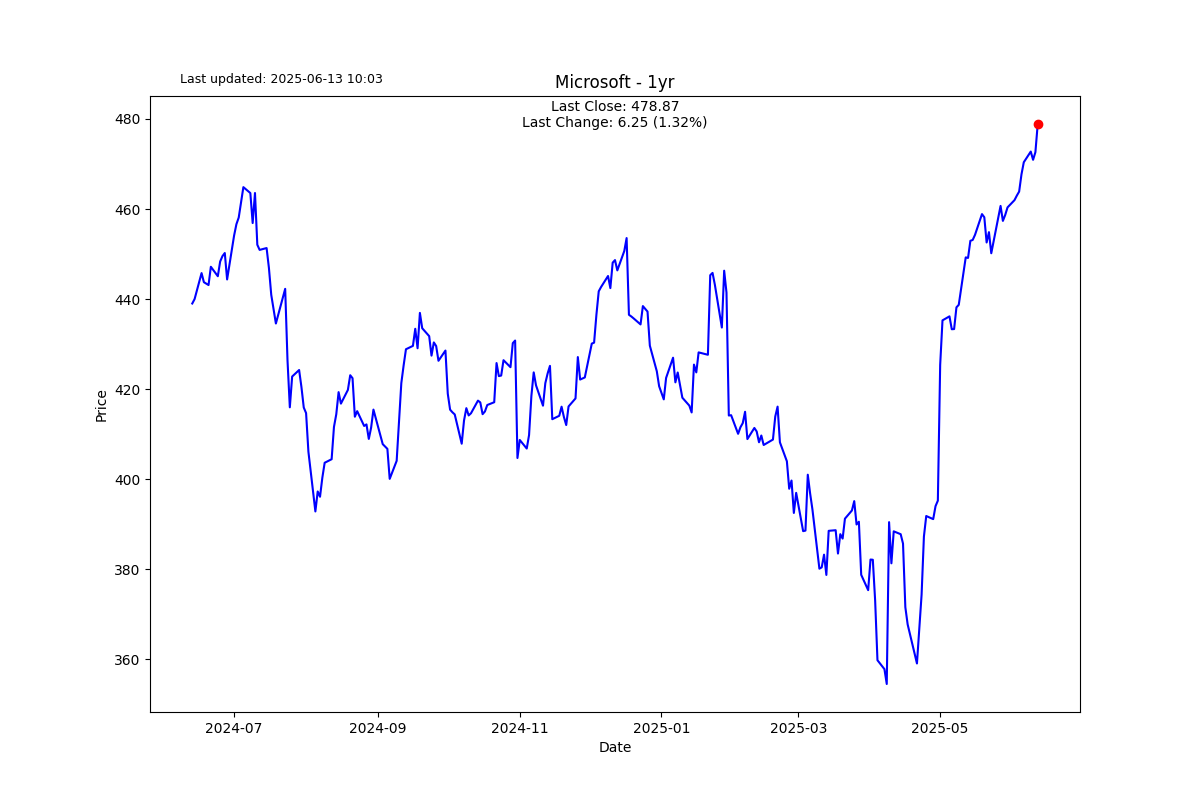 Last updated: 2025-06-13 10:03
Microsoft - 1yr
Last Close: 478.87
Last Change: 6.25 (1.32%)
480
460
440
420
400
380
360
Price
2024-07
2024-09
2024-11
2025-01
2025-03
2025-05
Date